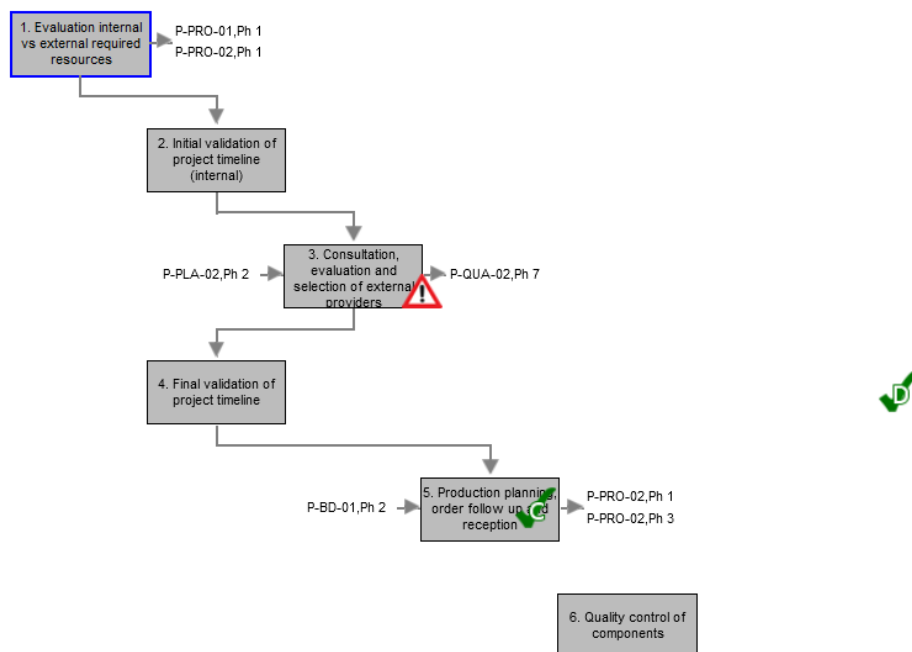 1. Evaluation internal
vs external required
resources
P-PRO-01,Ph 1
P-PRO-02,Ph 1
2. Initial validation of
project timeline
(internal)
P-PLA-02,Ph 2
3. Consultation,
evaluation and
selection of external
providers
!
P-QUA-02,Ph 7
4. Final validation of
project timeline
D
P-BD-01,Ph 2
5. Production planning,
order follow up and
reception
C
P-PRO-02,Ph 1
P-PRO-02,Ph 3
6. Quality control of
components